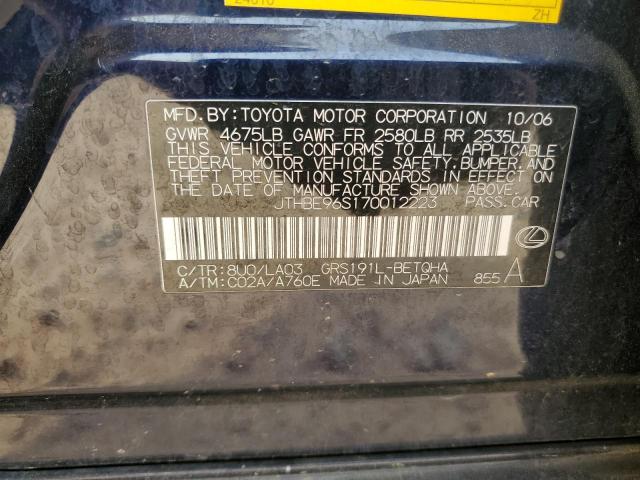 ZH
MFD. BY: TOYOTA MOTOR CORPORATION 10/06
GVWR 4675LB GAWR FR 2580LB RR 2535LB
THIS VEHICLE CONFORMS TO ALL APPLICABLE
FEDERAL MOTOR VEHICLE SAFETY, BUMPER, AND
THEFT PREVENTION STANDARDS IN EFFECT ON
THE DATE OF MANUFACTURE SHOWN ABOVE.
JTHBE96S170012223 PASS. CAR
C/TR: 8U0/LA03 GRS191L-BETQHA
A/TM: C02A/A760E MADE IN JAPAN 855 A